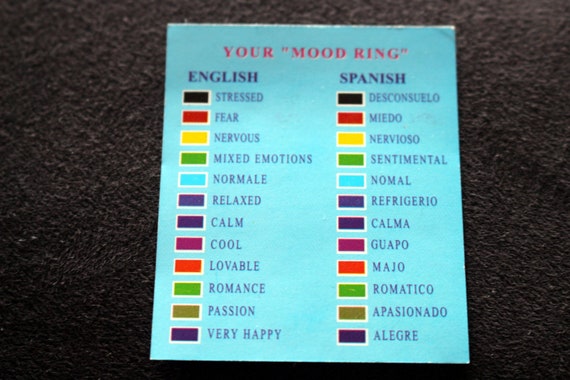 YOUR "MOOD RING"
ENGLISH SPANISH
STRESSED DESCONSUELO
FEAR MIEDO
NERVOUS NERVIOSO
MIXED EMOTIONS SENTIMENTAL
NORMALE NOMAL
RELAXED REFRIGERIO
CALM CALMA
COOL GUAPO
LOVABLE MAJO
ROMANCE ROMATICO
PASSION APASIONADO
VERY HAPPY ALEGRE